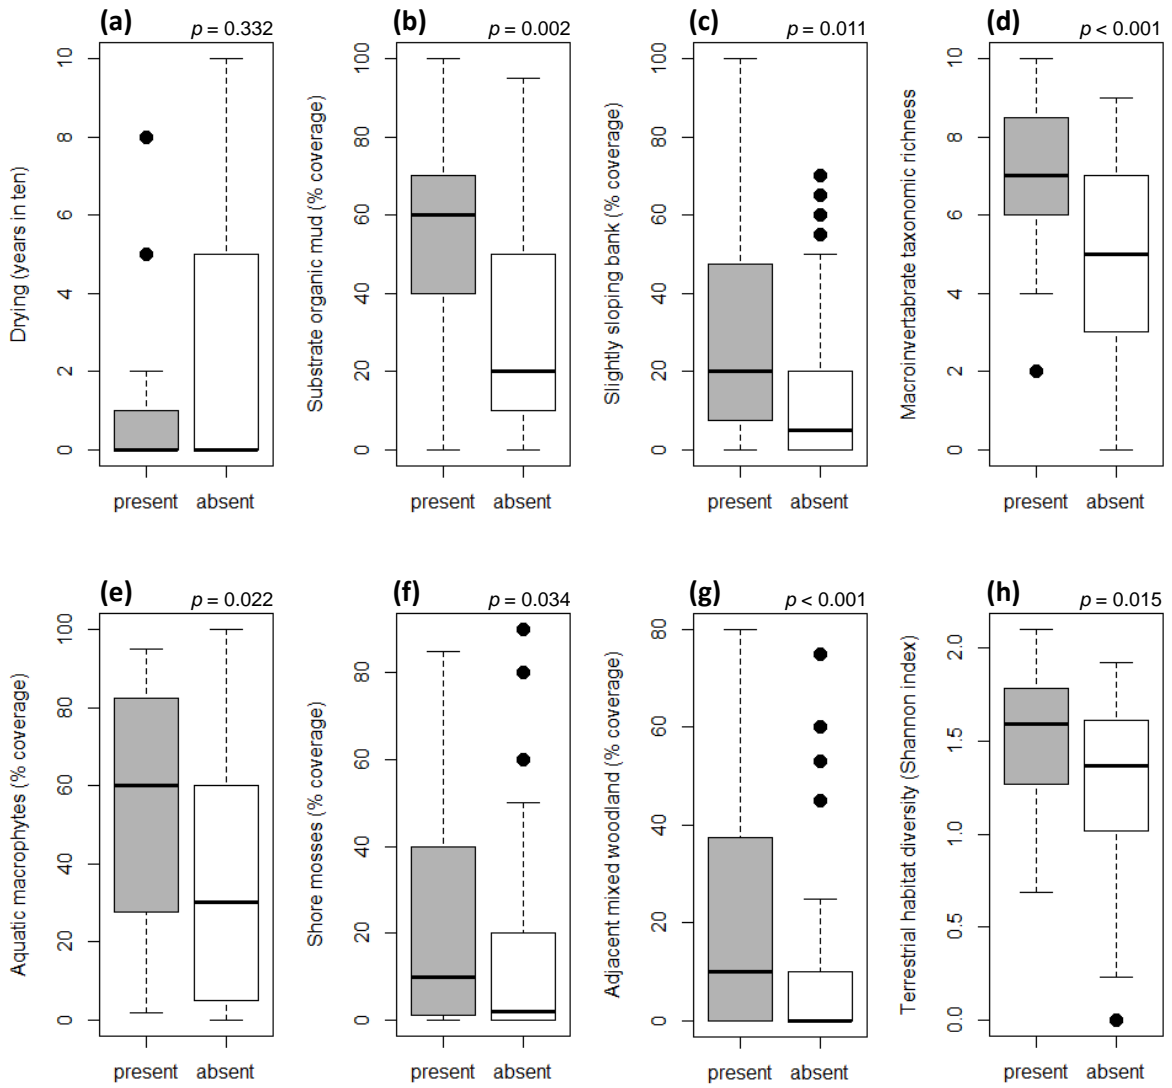 (a)
p = 0.332
Drying (years in ten)
10
8
6
4
2
0
present absent
(b)
p = 0.002
Substrate organic mud (% coverage)
100
80
60
40
20
0
present absent
(c)
p = 0.011
Slightly sloping bank (% coverage)
100
80
60
40
20
0
present absent
(d)
p < 0.001
Macroinvertabrate taxonomic richness
10
8
6
4
2
0
present absent
(e)
p = 0.022
Aquatic macrophytes (% coverage)
100
80
60
40
20
0
present absent
(f)
p = 0.034
Shore mosses (% coverage)
80
60
40
20
0
present absent
(g)
p < 0.001
Adjacent mixed woodland (% coverage)
80
60
40
20
0
present absent
(h)
p = 0.015
Terrestrial habitat diversity (Shannon index)
2.0
1.5
1.0
0.5
0.0
present absent